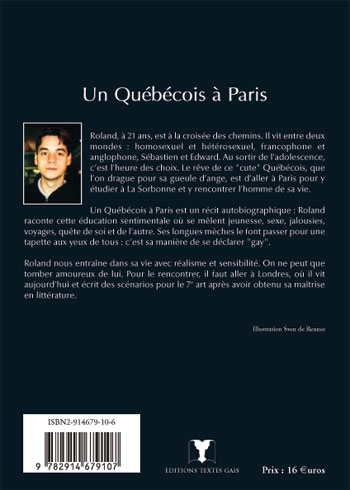 Un Québécois à Paris
Roland, à 21 ans, est à la croisée des chemins. Il vit entre deux
mondes : homosexuel et hétérosexuel, francophone et
anglophone, Sébastien et Edward. Au sortir de l'adolescence,
c'est l'heure des choix. Le rêve de ce "cute" Québécois, que
l'on drague pour sa gueule d'ange, est d'aller à Paris pour y
étudier à La Sorbonne et y rencontrer l'homme de sa vie.
Un Québécois à Paris est un récit autobiographique : Roland
raconte cette éducation sentimentale où se mêlent jeunesse, sexe, jalousies,
voyages, quête de soi et de l'autre. Ses longues mèches le font passer pour une
tapette aux yeux de tous : c'est sa manière de se déclarer "gay".
Roland nous entraîne dans sa vie avec réalisme et sensibilité. On ne peut que
tomber amoureux de lui. Pour le rencontrer, il faut aller à Londres, où il vit
aujourd'hui et écrit des scénarios pour le 7e art après avoir obtenu sa maîtrise
en littérature.
Illustration Sven de Rennes
ISBN2-914679-10-6
9 782914 679107
EDITIONS TEXTES GAIS
Prix : 16 €uros